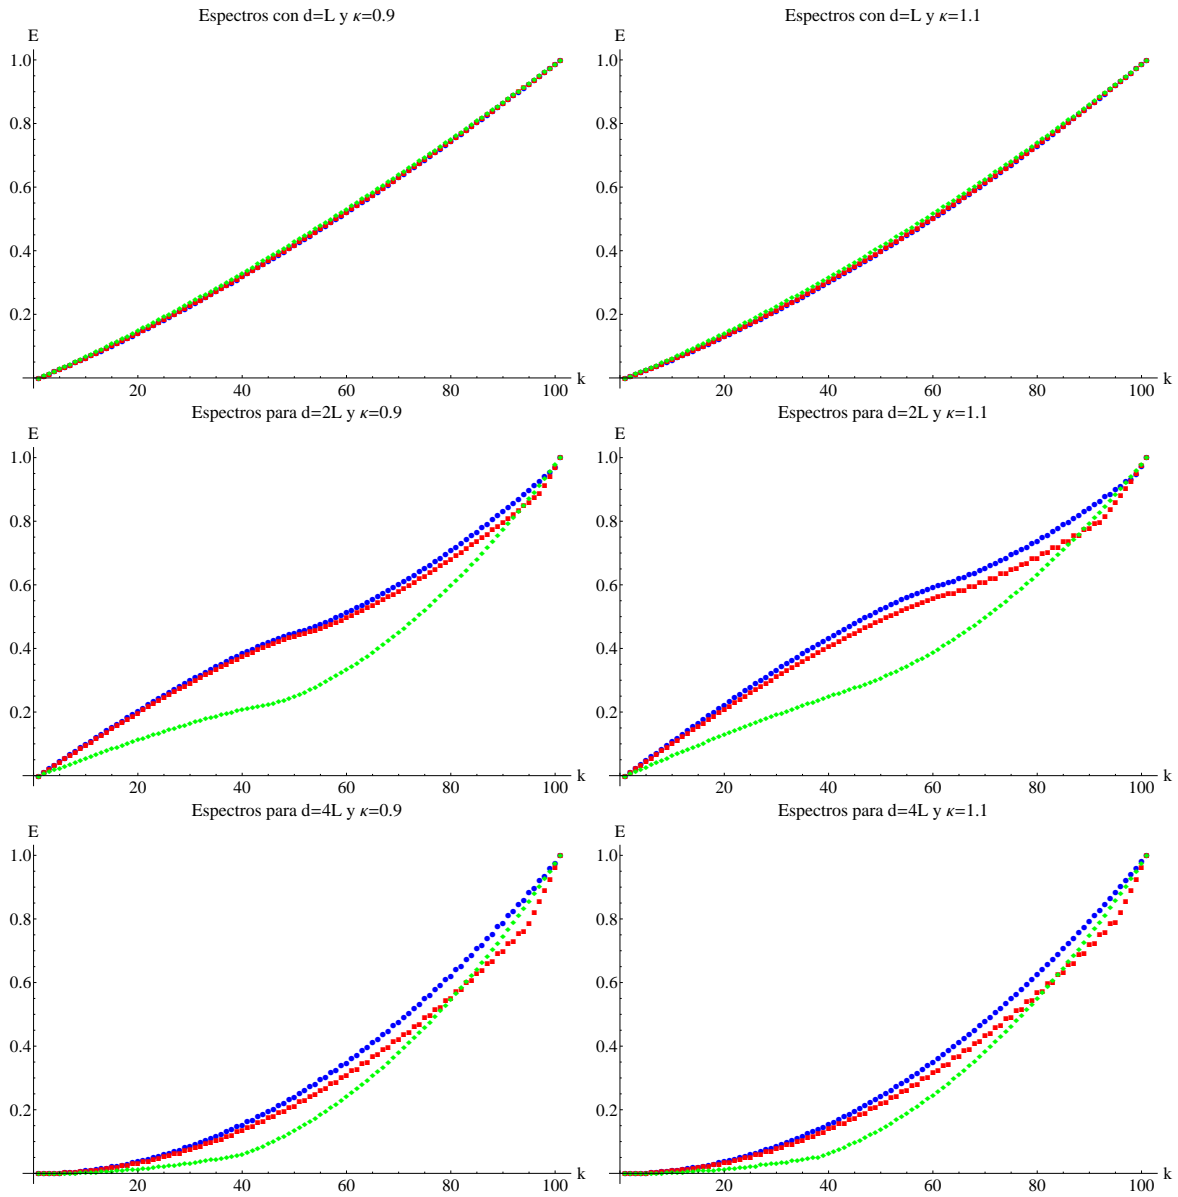 Espectros con d=L y κ=0.9
E
1.0
0.8
0.6
0.4
0.2
20 40 60 80 100 k
Espectros con d=L y κ=1.1
E
1.0
0.8
0.6
0.4
0.2
20 40 60 80 100 k
Espectros para d=2L y κ=0.9
E
1.0
0.8
0.6
0.4
0.2
20 40 60 80 100 k
Espectros para d=2L y κ=1.1
E
1.0
0.8
0.6
0.4
0.2
20 40 60 80 100 k
Espectros para d=4L y κ=0.9
E
1.0
0.8
0.6
0.4
0.2
20 40 60 80 100 k
Espectros para d=4L y κ=1.1
E
1.0
0.8
0.6
0.4
0.2
20 40 60 80 100 k